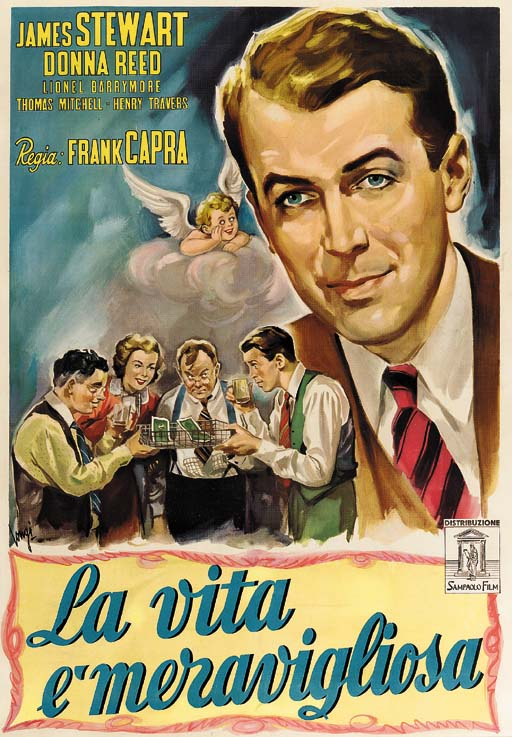 JAMES STEWART
DONNA REED
LIONEL BARRYMORE
THOMAS MITCHELL - HENRY TRAVERS
Regia: FRANK CAPRA
DISTRIBUZIONE
SAMPAOLO FILM
La vita
e' meravigliosa